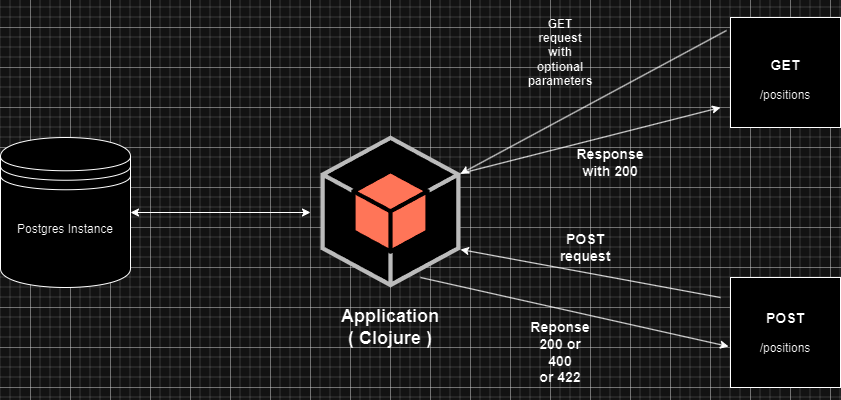 GET
request
with
optional
parameters
GET
/positions
Response
with 200
Postgres Instance
POST
request
Application
( Clojure )
POST
/positions
Reponse
200 or
400
or 422